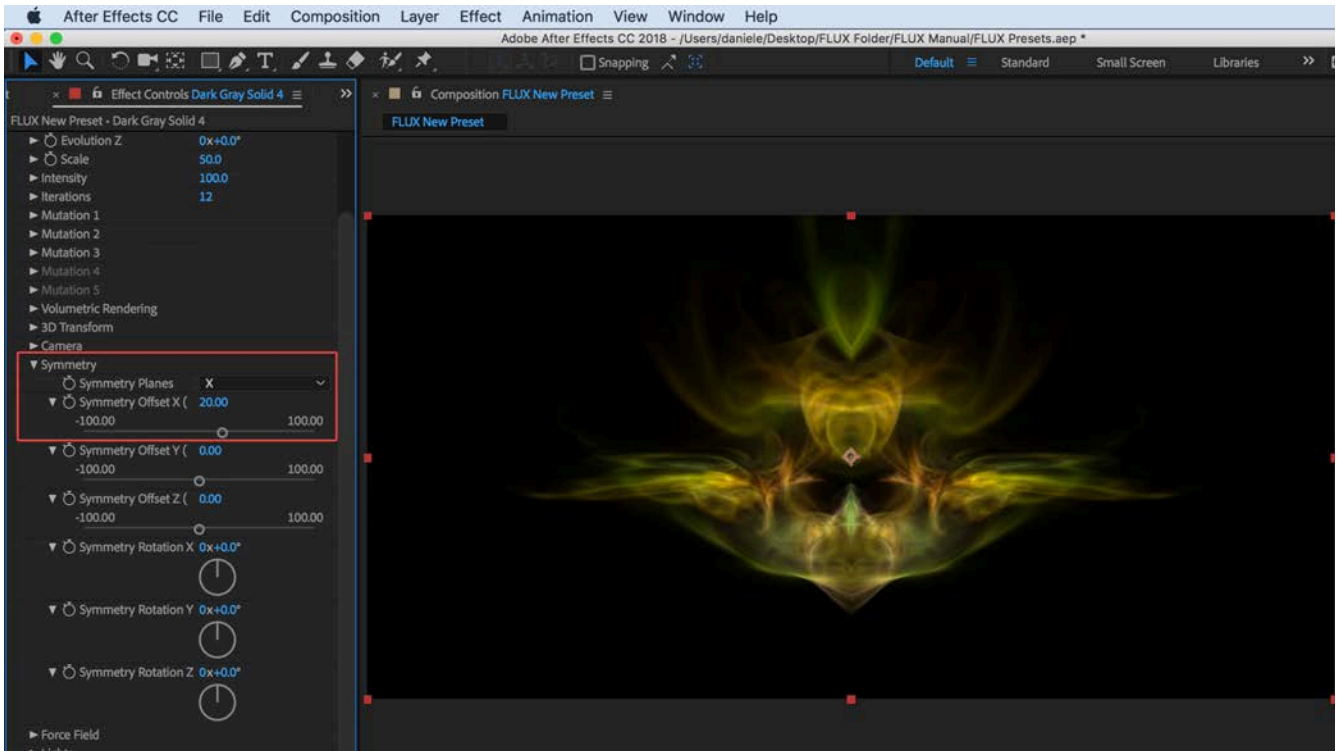 After Effects CC File Edit Composition Layer Effect Animation View Window Help
Adobe After Effects CC 2018 - /Users/daniele/Desktop/FLUX Folder/FLUX Manual/FLUX Presets.aep *
T Snapping Default Standard Small Screen Libraries >>
t × Effect Controls Dark Gray Solid 4 >> × Composition FLUX New Preset
FLUX New Preset • Dark Gray Solid 4 FLUX New Preset
Evolution Z 0x+0.0°
Scale 50.0
Intensity 100.0
Iterations 12
Mutation 1
Mutation 2
Mutation 3
Mutation 4
Mutation 5
Volumetric Rendering
3D Transform
Camera
Symmetry
Symmetry Planes X
Symmetry Offset X ( 20.00
-100.00 100.00
Symmetry Offset Y ( 0.00
-100.00 100.00
Symmetry Offset Z ( 0.00
-100.00 100.00
Symmetry Rotation X 0x+0.0°
Symmetry Rotation Y 0x+0.0°
Symmetry Rotation Z 0x+0.0°
Force Field